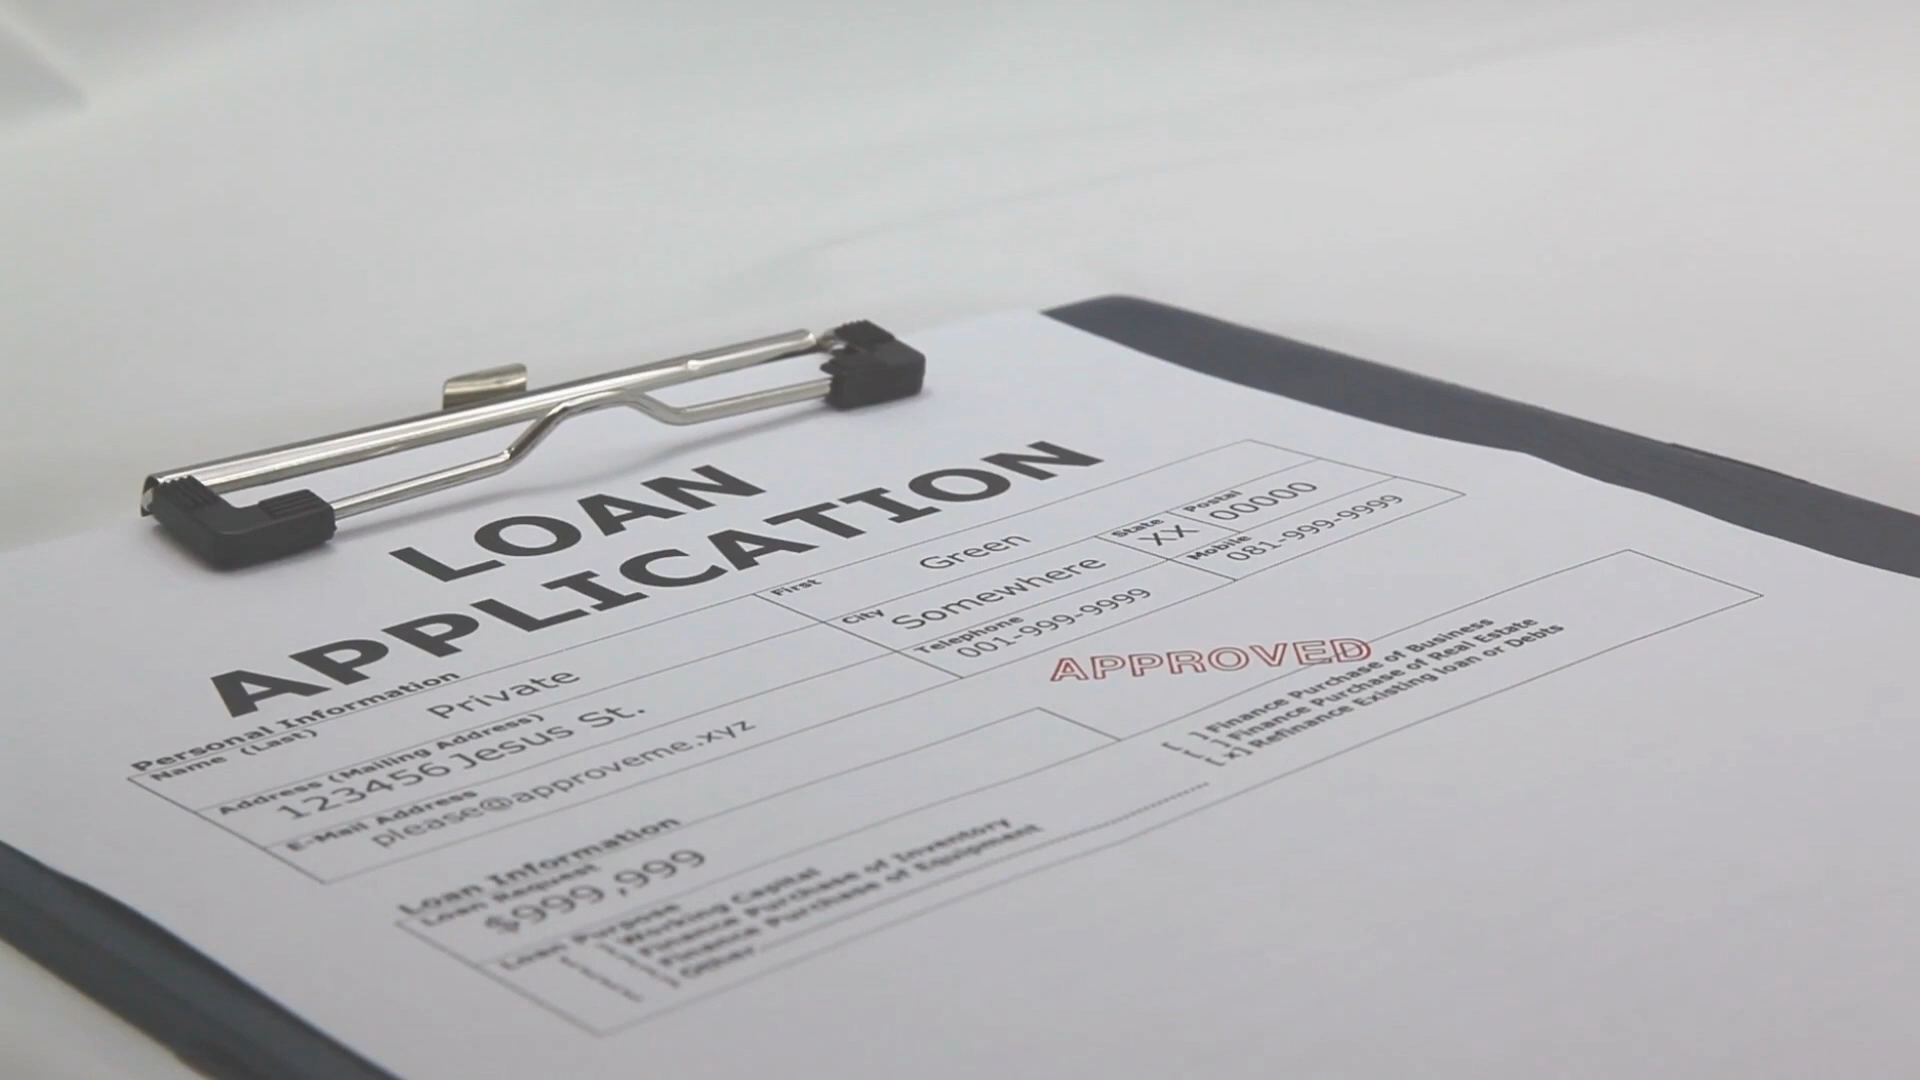 LOAN
APPLICATION
Personal Information
Name (Last)
Private
First
Green
Address (Mailing Address)
123456 Jesus St.
City
Somewhere
State
XX
Postal
00000
E-Mail Address
please@approveme.xyz
Telephone
001-999-9999
Mobile
081-999-9999
APPROVED
Loan Information
Loan Request
$999,999
Loan Purpose
[ ] Working Capital
[ ] Finance Purchase of Inventory
[ ] Finance Purchase of Equipment
[ ] Other
[ ] Finance Purchase of Business
[ ] Finance Purchase of Real Estate
[x] Refinance Existing loan or Debts